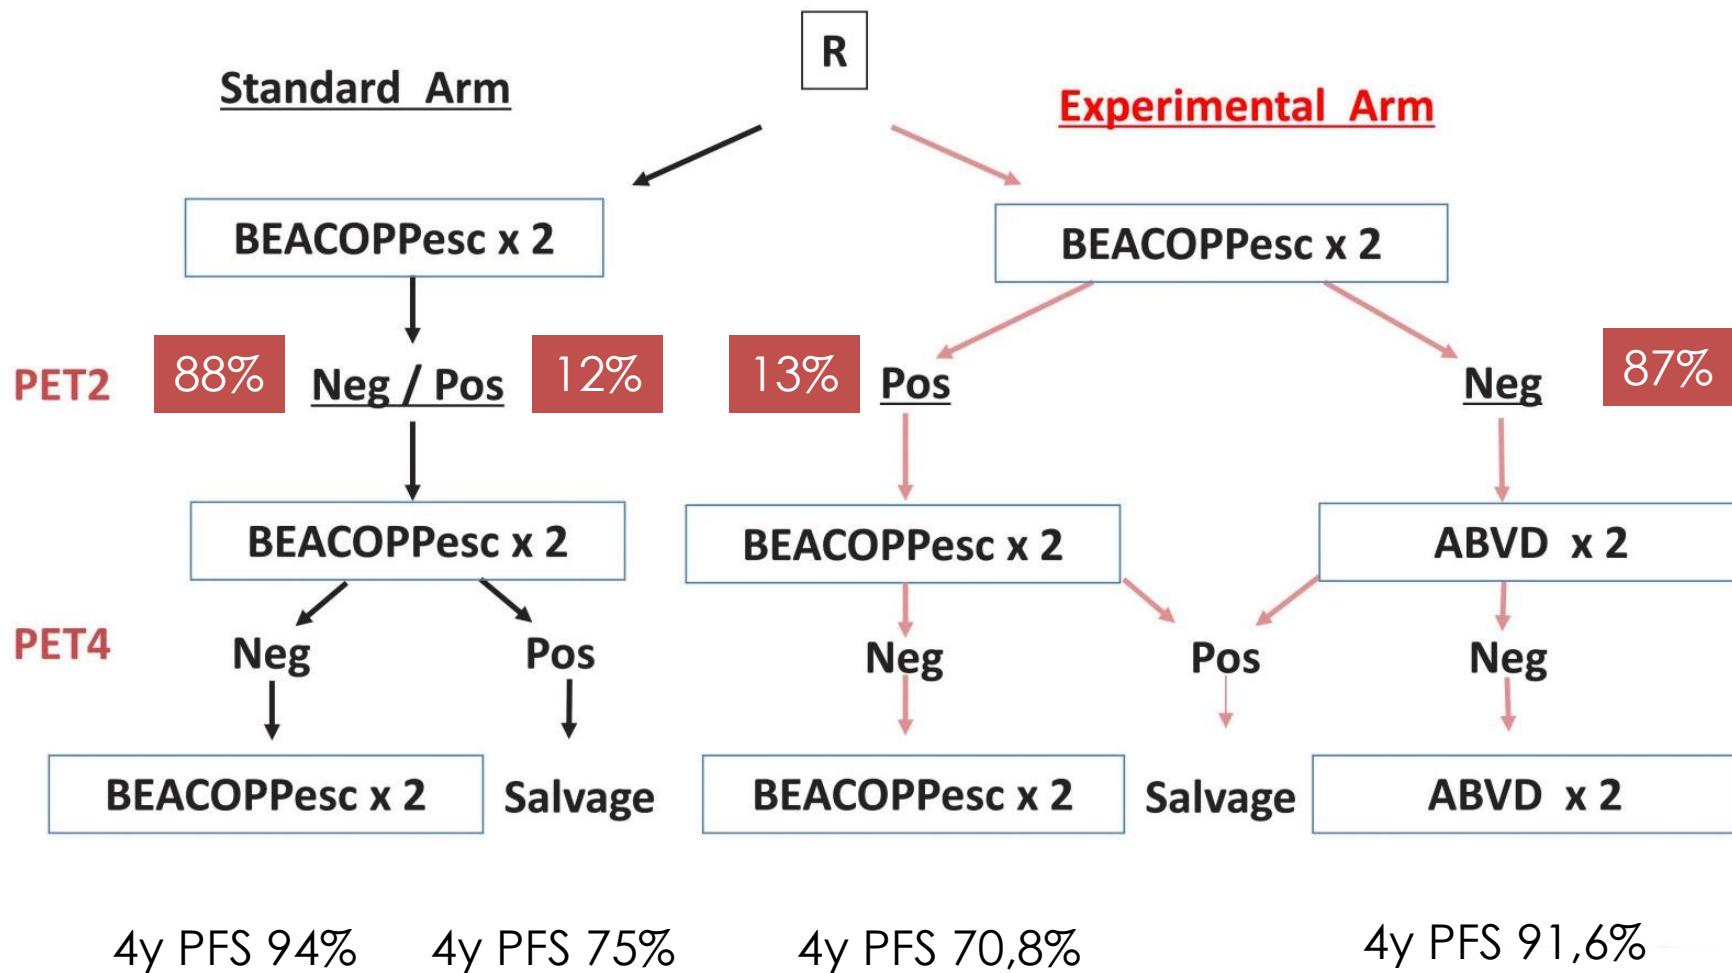 R
Standard Arm
Experimental Arm
BEACOPPesc x 2
BEACOPPesc x 2
PET2
88%
Neg / Pos
12%
13%
Pos
Neg
87%
BEACOPPesc x 2
BEACOPPesc x 2
ABVD x 2
PET4
Neg
Pos
Neg
Pos
Neg
BEACOPPesc x 2
Salvage
BEACOPPesc x 2
Salvage
ABVD x 2
4y PFS 94%
4y PFS 75%
4y PFS 70,8%
4y PFS 91,6%